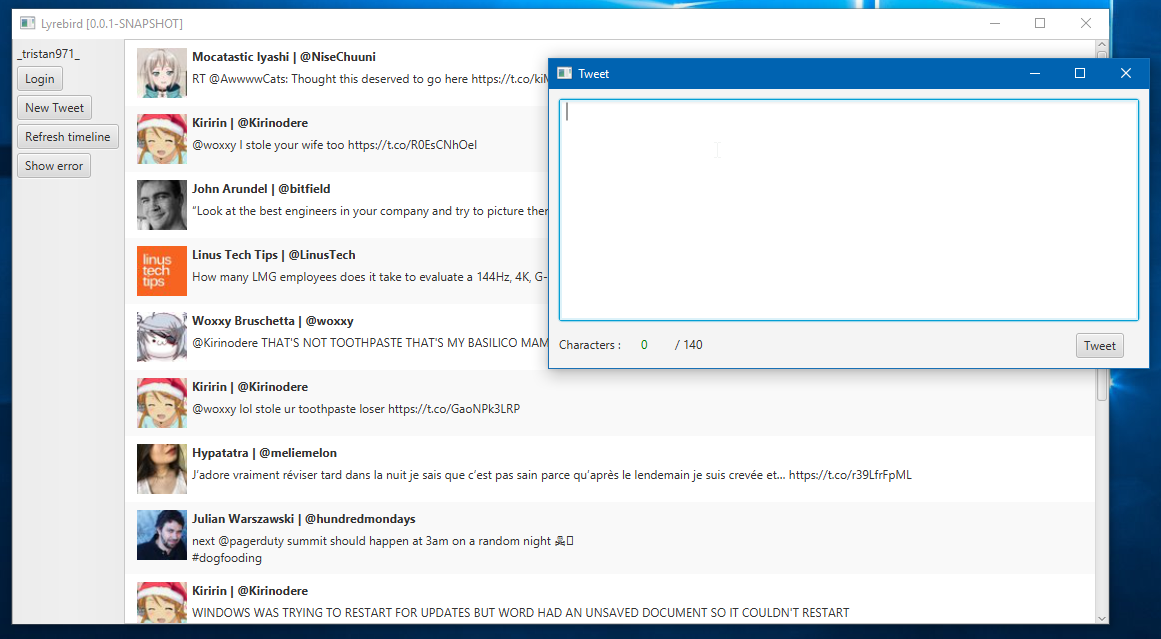 Lyrebird [0.0.1-SNAPSHOT]
_tristan971_
Login
New Tweet
Refresh timeline
Show error
Mocatastic Iyashi | @NiseChuuni
RT @AwwwwCats: Thought this deserved to go here https://t.co/kiM
Kiririn | @Kirinodere
@woxxy I stole your wife too https://t.co/R0EsCNhOeI
John Arundel | @bitfield
“Look at the best engineers in your company and try to picture ther
Linus Tech Tips | @LinusTech
linus
tech
tips
How many LMG employees does it take to evaluate a 144Hz, 4K, G-
Woxxy Bruschetta | @woxxy
@Kirinodere THAT'S NOT TOOTHPASTE THAT'S MY BASILICO MAM
Kiririn | @Kirinodere
@woxxy lol stole ur toothpaste loser https://t.co/GaoNPk3LRP
Hypatatra | @meliemelon
J’adore vraiment réviser tard dans la nuit je sais que c’est pas sain parce qu’après le lendemain je suis crevée et… https://t.co/r39LfrFpML
Julian Warszawski | @hundredmondays
next @pagerduty summit should happen at 3am on a random night
#dogfooding
Kiririn | @Kirinodere
WINDOWS WAS TRYING TO RESTART FOR UPDATES BUT WORD HAD AN UNSAVED DOCUMENT SO IT COULDN'T RESTART
Tweet
Characters : 0 / 140
Tweet